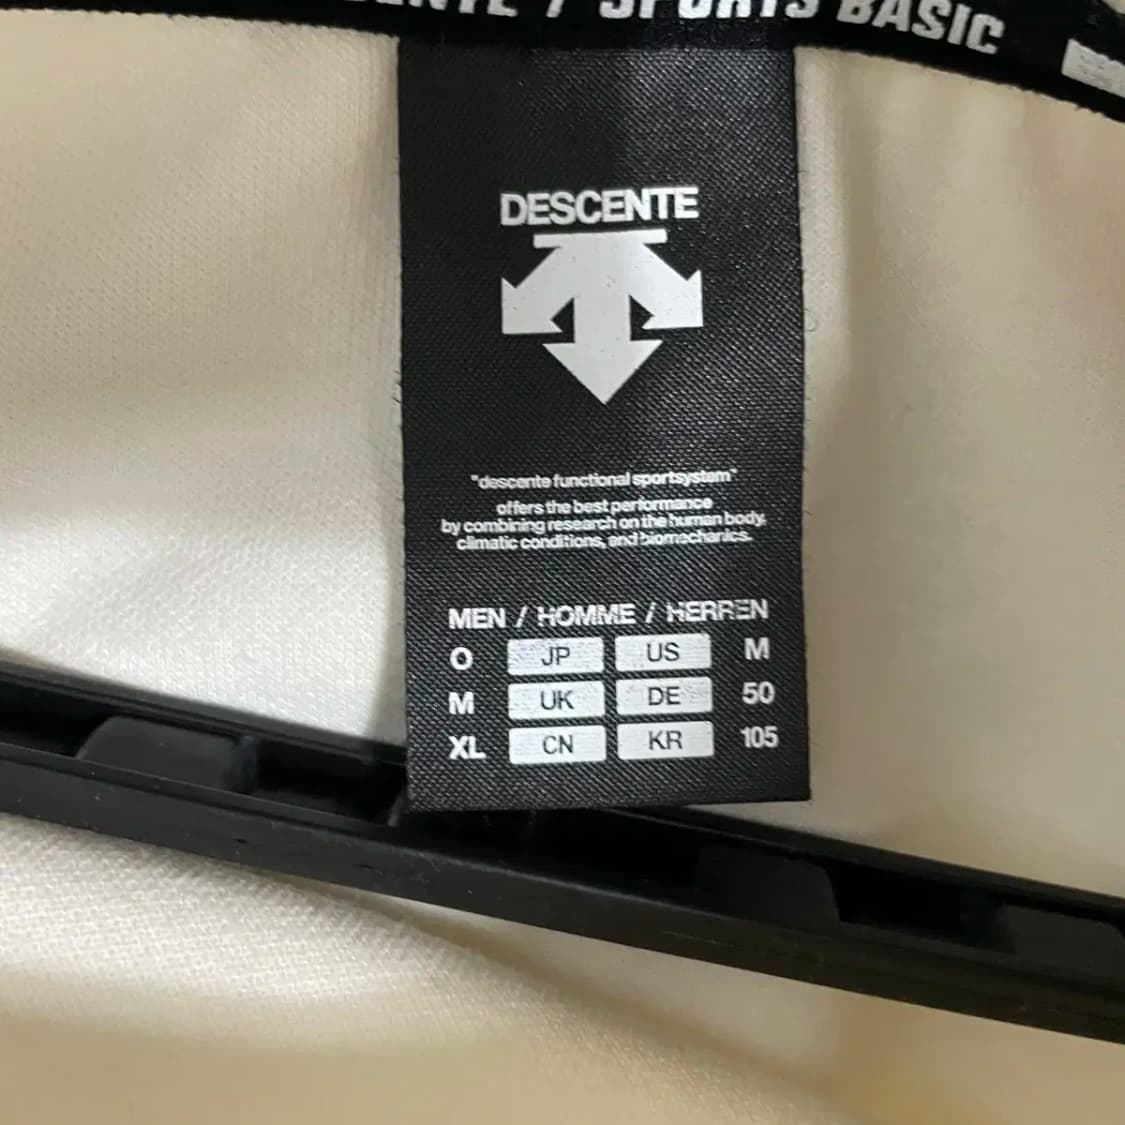 / SPORTS BASIC
DESCENTE
"descente functional sportsystem"
offers the best performance
by combining research on the human body,
climatic conditions, and biomechanics.
MEN / HOMME / HERREN
O JP US M
M UK DE 50
XL CN KR 105